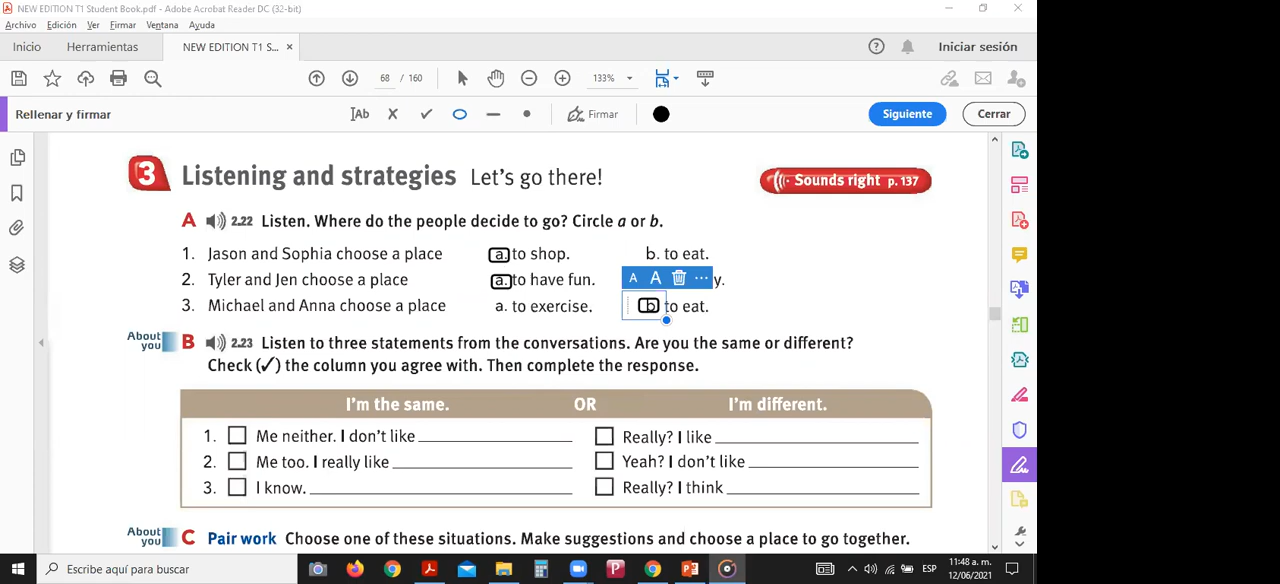 NEW EDITION T1 Student Book.pdf - Adobe Acrobat Reader DC (32-bit)
Archivo Edición Ver Firmar Ventana Ayuda
Inicio Herramientas NEW EDITION T1 S... × Iniciar sesión
68 / 160 133%
Rellenar y firmar Firmar Siguiente Cerrar
3 Listening and strategies Let's go there! Sounds right p. 137
A 2.22 Listen. Where do the people decide to go? Circle a or b.
1. Jason and Sophia choose a place a. to shop. b. to eat.
2. Tyler and Jen choose a place a. to have fun. A A ... y.
3. Michael and Anna choose a place a. to exercise. b to eat.
About you B 2.23 Listen to three statements from the conversations. Are you the same or different?
Check (✓) the column you agree with. Then complete the response.
I'm the same. OR I'm different.
1. Me neither. I don't like Really? I like
2. Me too. I really like Yeah? I don't like
3. I know. Really? I think
About you C Pair work Choose one of these situations. Make suggestions and choose a place to go together.
Escribe aquí para buscar ESP 11:48 a. m.
12/06/2021